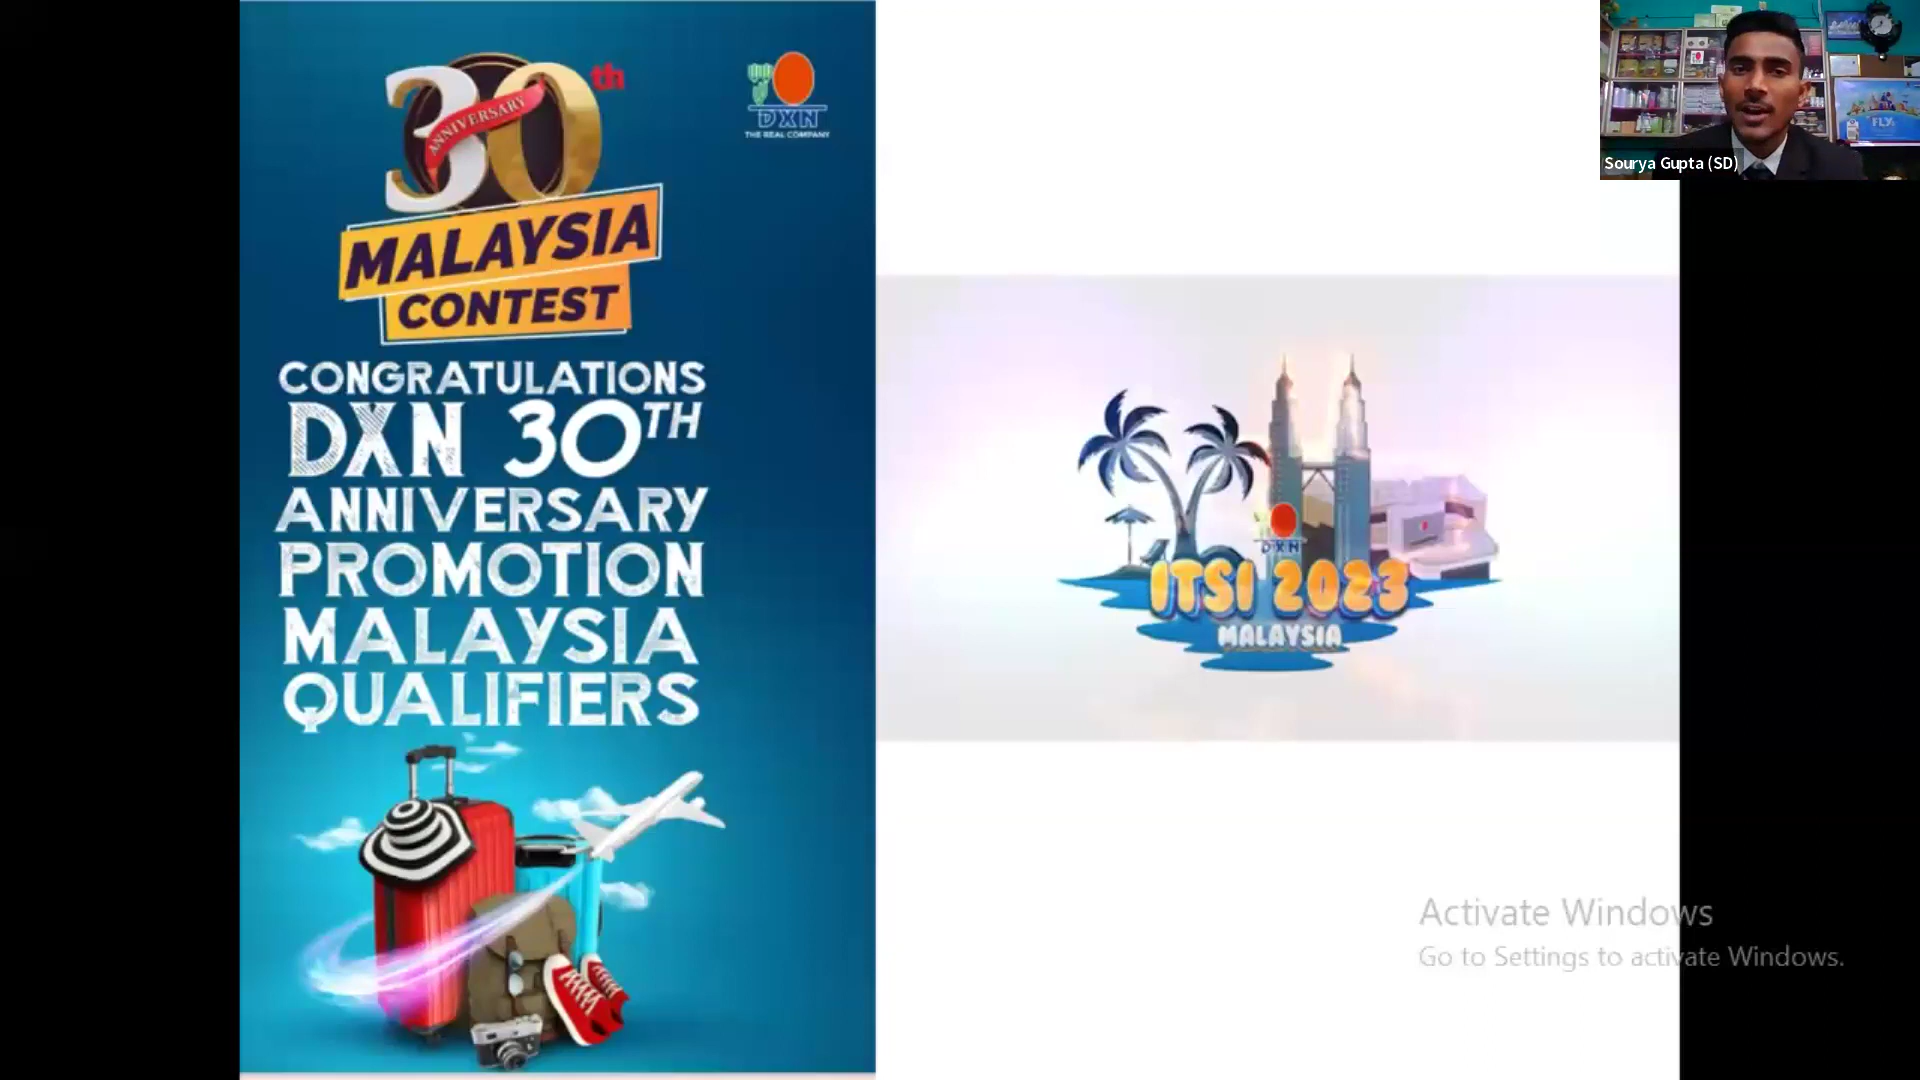 30th
ANNIVERSARY
MALAYSIA
CONTEST
DXN
THE REAL COMPANY
CONGRATULATIONS
DXN 30TH
ANNIVERSARY
PROMOTION
MALAYSIA
QUALIFIERS
DXN
ITSI 2023
MALAYSIA
FLY
Sourya Gupta (SD)
Activate Windows
Go to Settings to activate Windows.